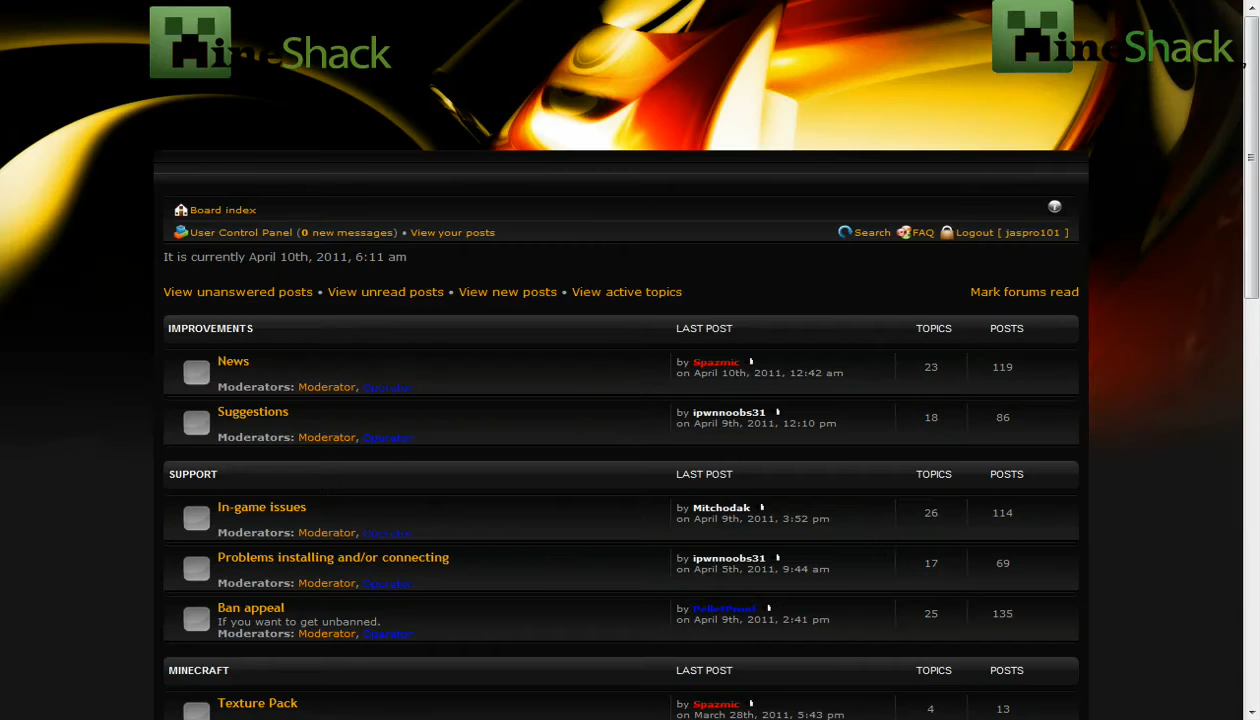 MineShack MineShack
Board index
User Control Panel (0 new messages) • View your posts Search FAQ Logout [ jaspro101 ]
It is currently April 10th, 2011, 6:11 am
View unanswered posts • View unread posts • View new posts • View active topics Mark forums read
IMPROVEMENTS LAST POST TOPICS POSTS
News by Spazmic 23 119
on April 10th, 2011, 12:42 am
Moderators: Moderator, Operator
Suggestions by ipwnnoobs31 18 86
on April 9th, 2011, 12:10 pm
Moderators: Moderator, Operator
SUPPORT LAST POST TOPICS POSTS
In-game issues by Mitchodak 26 114
on April 9th, 2011, 3:52 pm
Moderators: Moderator, Operator
Problems installing and/or connecting by ipwnnoobs31 17 69
on April 5th, 2011, 9:44 am
Moderators: Moderator, Operator
Ban appeal by PelletProof 25 135
If you want to get unbanned. on April 9th, 2011, 2:41 pm
Moderators: Moderator, Operator
MINECRAFT LAST POST TOPICS POSTS
Texture Pack by Spazmic 4 13
on March 28th, 2011, 5:43 pm